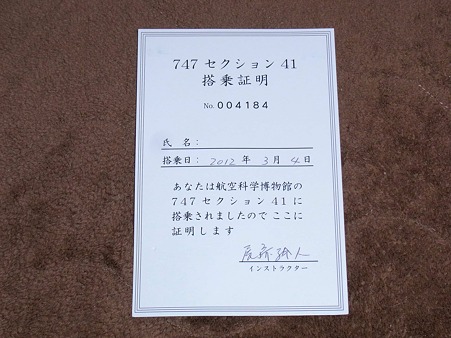 747 セクション 41
搭乗証明
No. 004184
氏 名：
搭乗日： 2012 年 3 月 4 日
あなたは航空科学博物館の
747 セクション 41 に
搭乗されましたので ここに
証明します
インストラクター